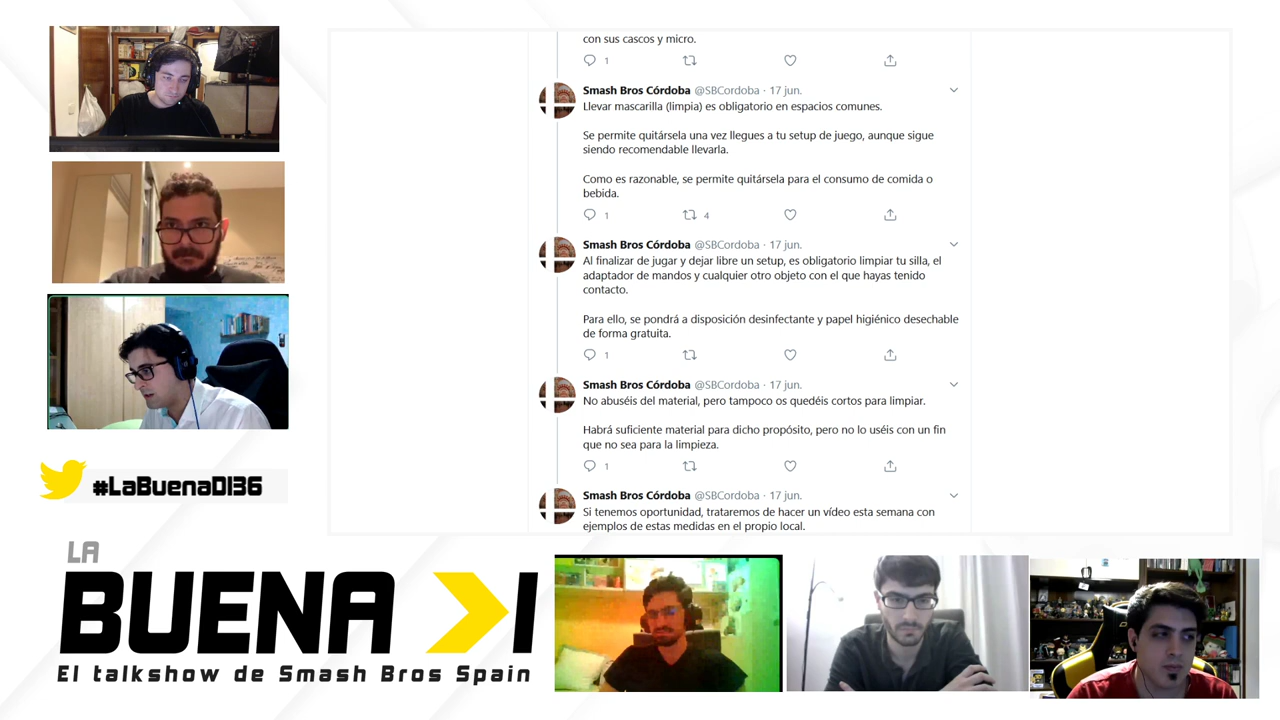 con sus cascos y micro.
1
Smash Bros Córdoba @SBCordoba · 17 jun.
Llevar mascarilla (limpia) es obligatorio en espacios comunes.
Se permite quitársela una vez llegues a tu setup de juego, aunque sigue
siendo recomendable llevarla.
Como es razonable, se permite quitársela para el consumo de comida o
bebida.
1 4
Smash Bros Córdoba @SBCordoba · 17 jun.
Al finalizar de jugar y dejar libre un setup, es obligatorio limpiar tu silla, el
adaptador de mandos y cualquier otro objeto con el que hayas tenido
contacto.
Para ello, se pondrá a disposición desinfectante y papel higiénico desechable
de forma gratuita.
1
Smash Bros Córdoba @SBCordoba · 17 jun.
No abuséis del material, pero tampoco os quedéis cortos para limpiar.
Habrá suficiente material para dicho propósito, pero no lo uséis con un fin
que no sea para la limpieza.
1
Smash Bros Córdoba @SBCordoba · 17 jun.
Si tenemos oportunidad, trataremos de hacer un vídeo esta semana con
ejemplos de estas medidas en el propio local.
#LaBuenaDI36
LA
BUENA DI
El talkshow de Smash Bros Spain